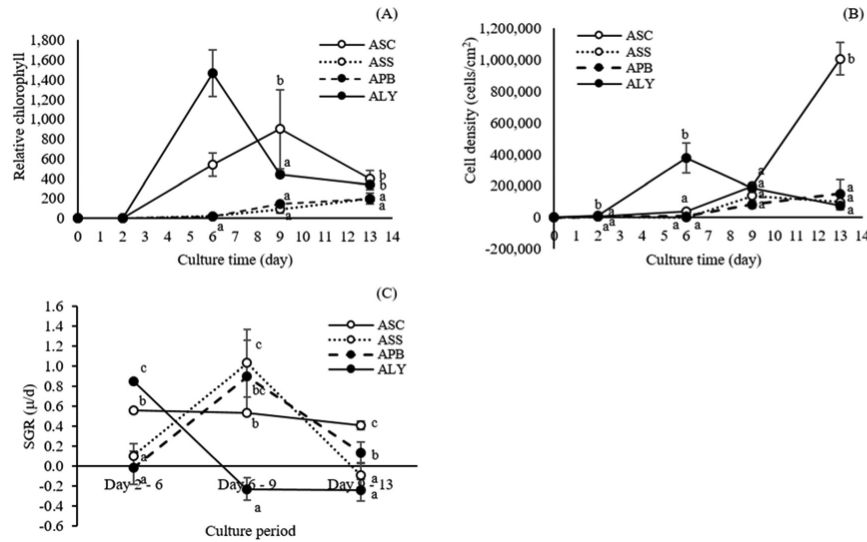 (A)
1,800
1,600
1,400
1,200
1,000
800
600
400
200
0
Relative chlorophyll
ASC
ASS
APB
ALY
b
a
a
a
a
b
b
a
a
0 1 2 3 4 5 6 7 8 9 10 11 12 13 14
Culture time (day)
(B)
1,200,000
1,000,000
800,000
600,000
400,000
200,000
0
-200,000
Cell density (cells/cm²)
ASC
ASS
APB
ALY
b
a
a
a
b
a
a
a
a
a
a
a
b
a
a
a
0 1 2 3 4 5 6 7 8 9 10 11 12 13 14
Culture time (day)
(C)
1.6
1.4
1.2
1.0
0.8
0.6
0.4
0.2
0.0
-0.2
-0.4
-0.6
SGR (µ/d)
ASC
ASS
APB
ALY
c
b
a
a
c
bc
b
a
c
b
a
a
Day 2 - 6
Day 6 - 9
- 13
Culture period